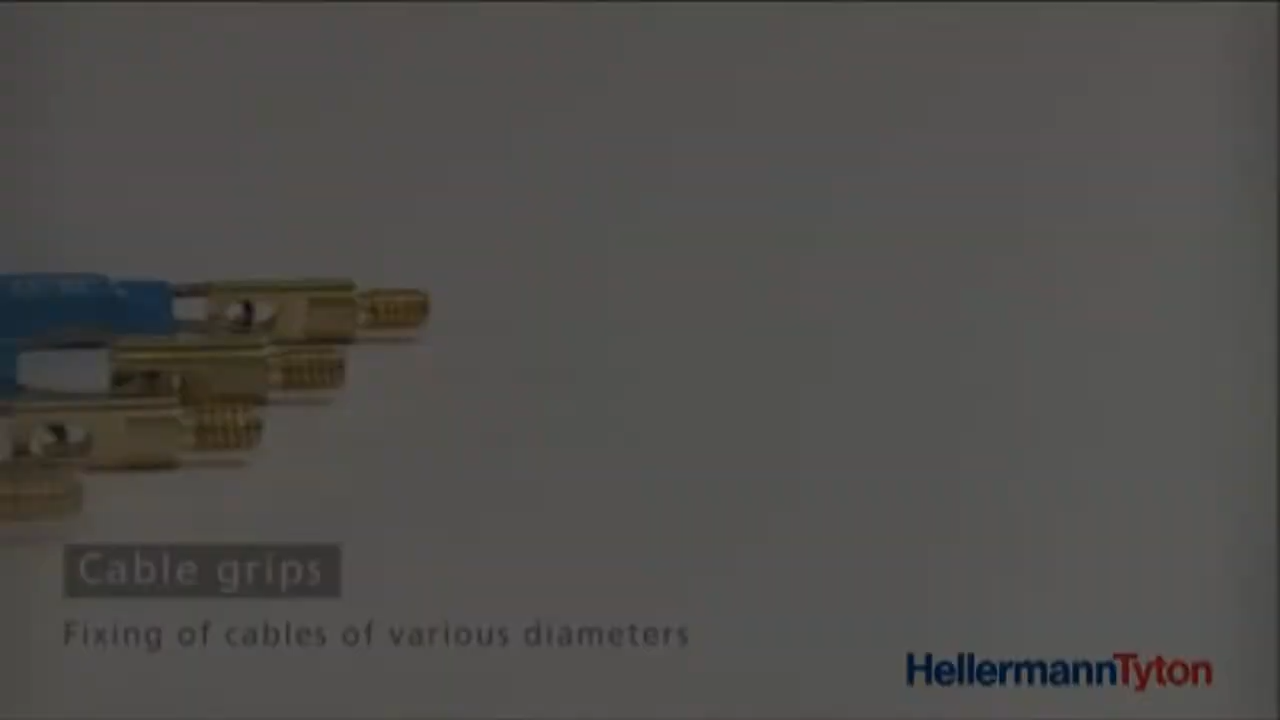 Cable grips
Fixing of cables of various diameters
HellermannTyton